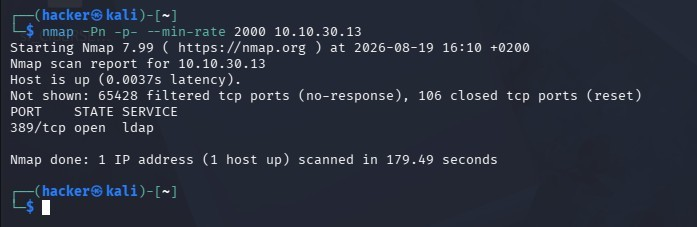 ┌──(hacker㉿kali)-[~]
└─$ nmap -Pn -p- --min-rate 2000 10.10.30.13
Starting Nmap 7.99 ( https://nmap.org ) at 2026-08-19 16:10 +0200
Nmap scan report for 10.10.30.13
Host is up (0.0037s latency).
Not shown: 65428 filtered tcp ports (no-response), 106 closed tcp ports (reset)
PORT    STATE SERVICE
389/tcp open  ldap

Nmap done: 1 IP address (1 host up) scanned in 179.49 seconds

┌──(hacker㉿kali)-[~]
└─$